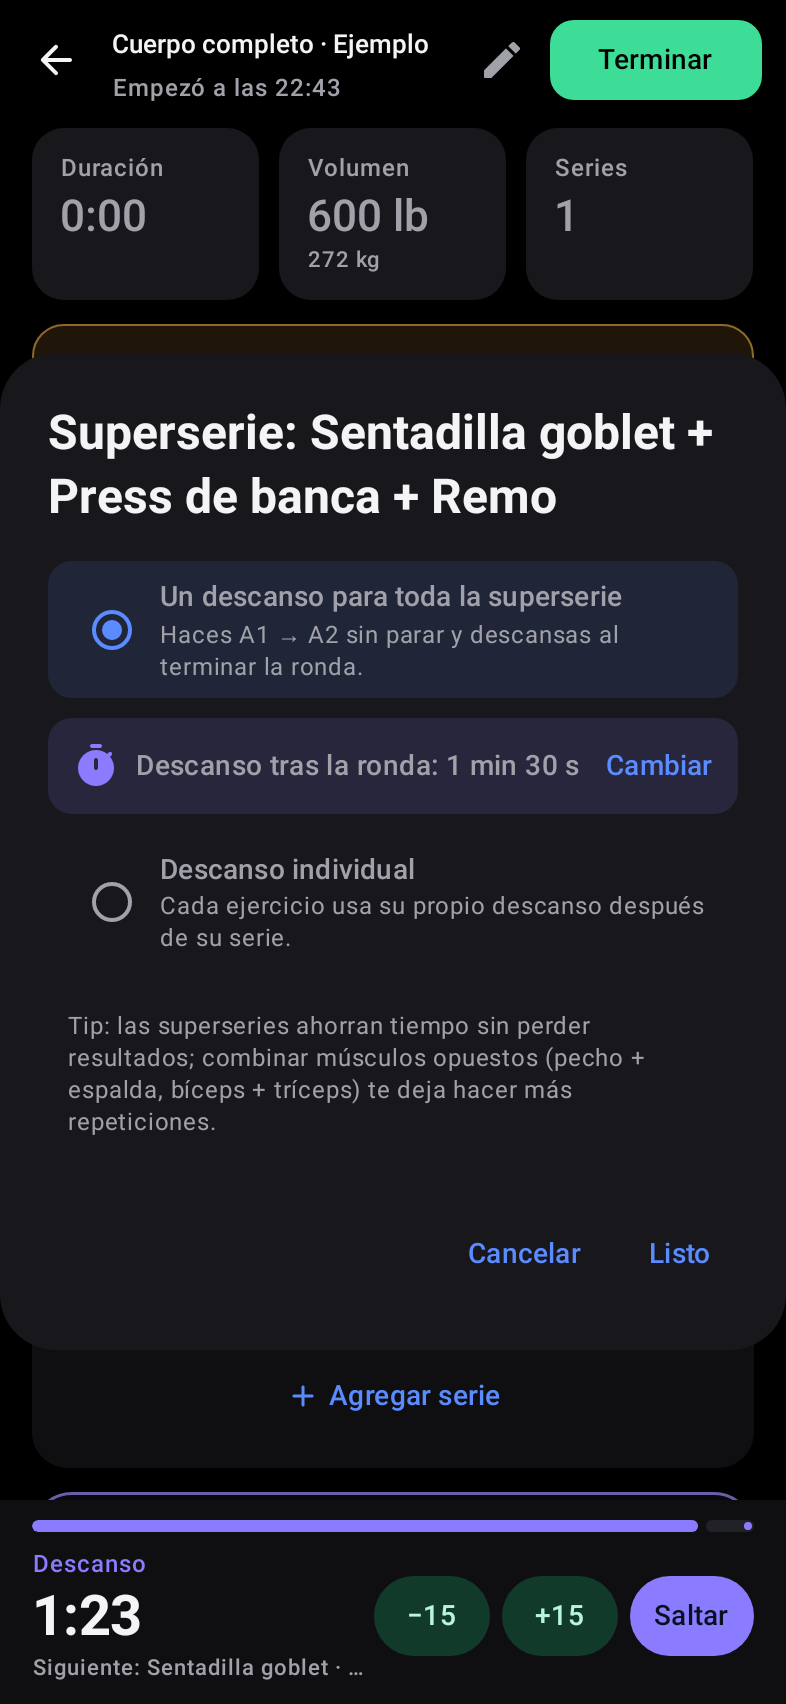 Cuerpo completo · Ejemplo
Empezó a las 22:43
Terminar
Duración
0:00
Volumen
600 lb
272 kg
Series
1
Superserie: Sentadilla goblet +
Press de banca + Remo
Un descanso para toda la superserie
Haces A1 → A2 sin parar y descansas al
terminar la ronda.
Descanso tras la ronda: 1 min 30 s
Cambiar
Descanso individual
Cada ejercicio usa su propio descanso después
de su serie.
Tip: las superseries ahorran tiempo sin perder
resultados; combinar músculos opuestos (pecho +
espalda, bíceps + tríceps) te deja hacer más
repeticiones.
Cancelar
Listo
+ Agregar serie
Descanso
1:23
−15
+15
Saltar
Siguiente: Sentadilla goblet · …